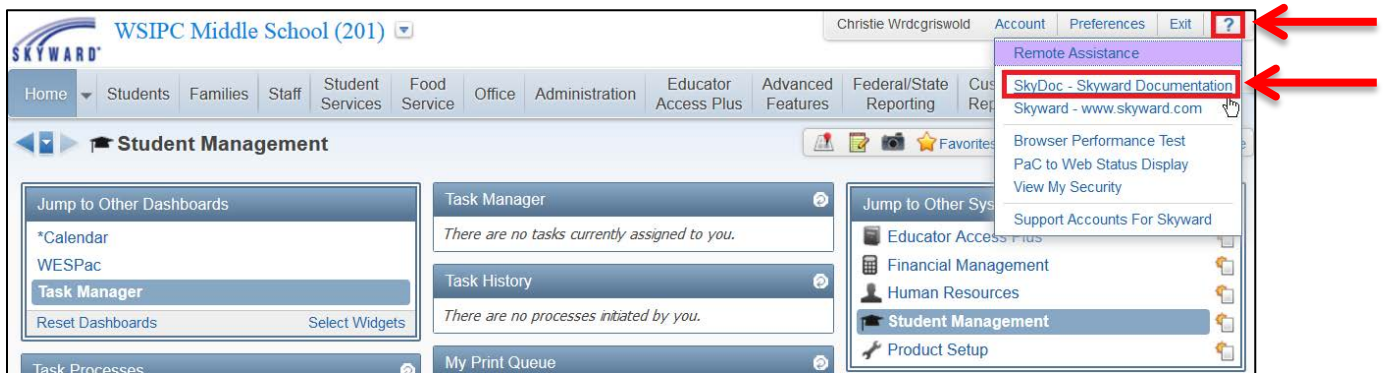 SKYWARD
WSIPC Middle School (201)
Christie Wrdcgriswold Account Preferences Exit ?
Home Students Families Staff Student Services Food Service Office Administration Educator Access Plus Advanced Features Federal/State Reporting
Remote Assistance
SkyDoc - Skyward Documentation
Skyward - www.skyward.com
Browser Performance Test
PaC to Web Status Display
View My Security
Support Accounts For Skyward
Student Management
Favorites
Jump to Other Dashboards
*Calendar
WESPac
Task Manager
Reset Dashboards Select Widgets
Task Processes
Task Manager
There are no tasks currently assigned to you.
Task History
There are no processes initiated by you.
My Print Queue
Jump to Other
Educator Access Plus
Financial Management
Human Resources
Student Management
Product Setup